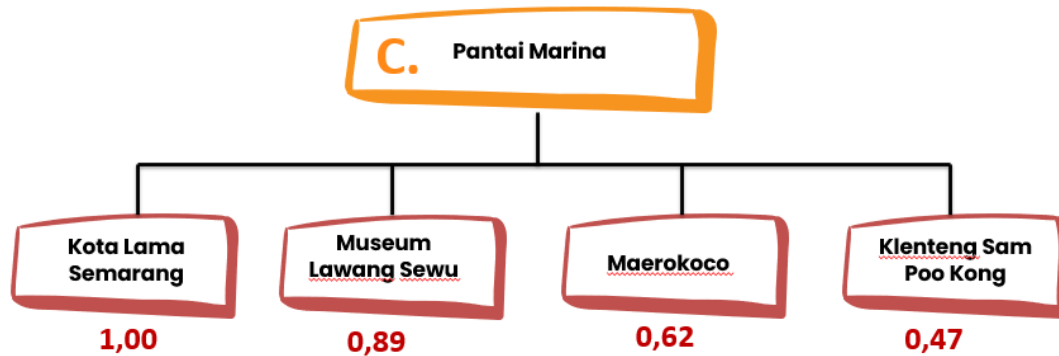 C. Pantai Marina
Kota Lama
Semarang
Museum
Lawang Sewu
Maerokoco
Klenteng Sam
Poo Kong
1,00
0,89
0,62
0,47